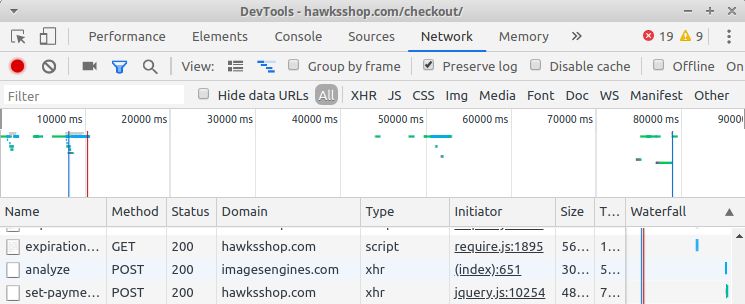 DevTools - hawksshop.com/checkout/
Performance Elements Console Sources Network 19 9
View: Group by frame Preserve log Disable cache Offline On
Filter Hide data URLs All XHR JS CSS Img Media Font Doc WS Manifest Other
10000 ms 20000 ms 30000 ms 40000 ms 50000 ms 60000 ms 70000 ms 80000 ms 9000
Name Method Status Domain Type Initiator Size T... Waterfall
expiration... GET 200 hawksshop.com script require.js:1895 56... 1...
analyze POST 200 imagesengines.com xhr (index):651 30... 5...
set-payme... POST 200 hawksshop.com xhr jquery.js:10254 48... 7...